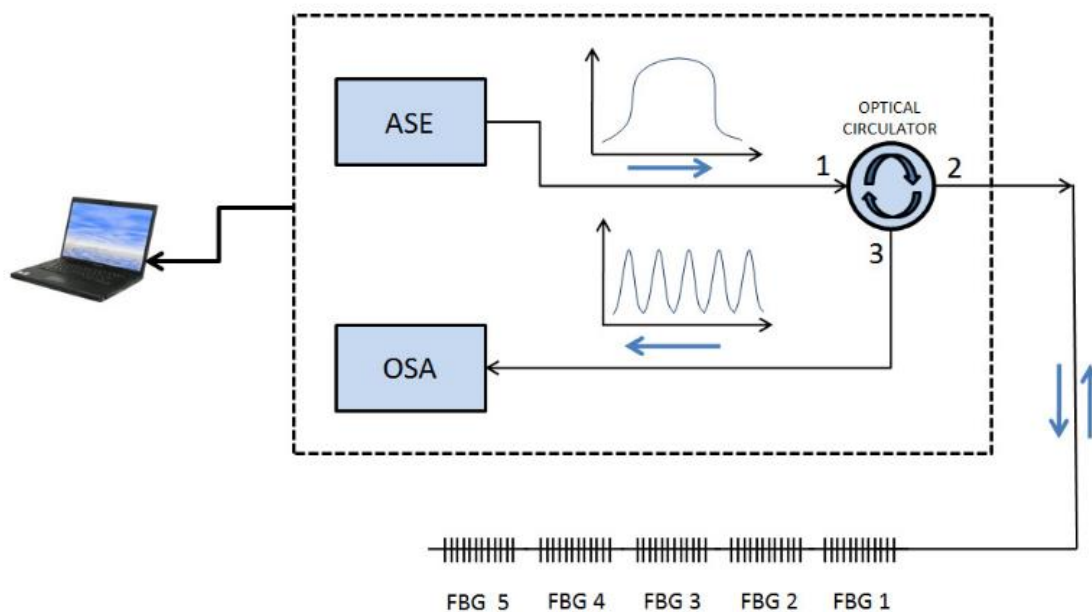 ASE
OPTICAL
CIRCULATOR
1
2
3
OSA
FBG 5
FBG 4
FBG 3
FBG 2
FBG 1